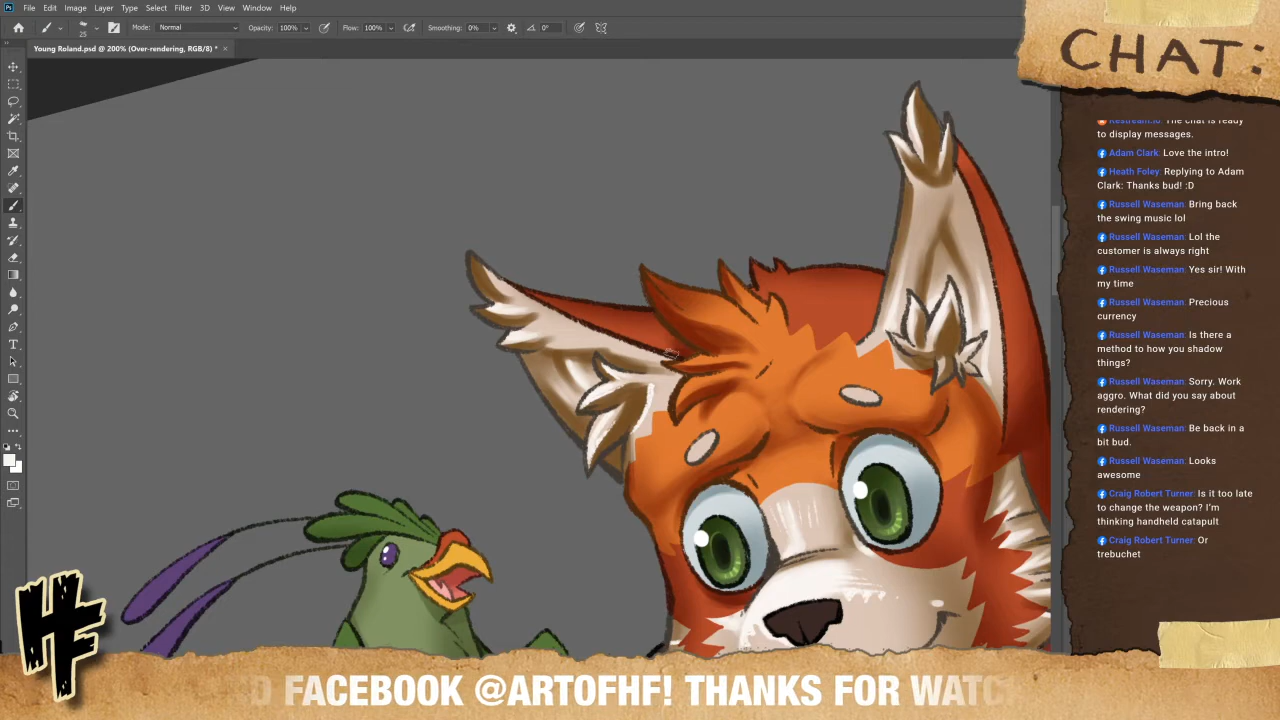 File Edit Image Layer Type Select Filter 3D View Window Help
25 Mode: Normal Opacity: 100% Flow: 100% Smoothing: 0% 0°
Young Roland.psd @ 200% (Over-rendering, RGB/8) * ×
CHAT:
The chat is ready
to display messages.
Adam Clark: Love the intro!
Heath Foley: Replying to Adam
Clark: Thanks bud! :D
Russell Waseman: Bring back
the swing music lol
Russell Waseman: Lol the
customer is always right
Russell Waseman: Yes sir! With
my time
Russell Waseman: Precious
currency
Russell Waseman: Is there a
method to how you shadow
things?
Russell Waseman: Sorry. Work
aggro. What did you say about
rendering?
Russell Waseman: Be back in a
bit bud.
Russell Waseman: Looks
awesome
Craig Robert Turner: Is it too late
to change the weapon? I'm
thinking handheld catapult
Craig Robert Turner: Or
trebuchet
HF
D FACEBOOK @ARTOFHF! THANKS FOR WATC